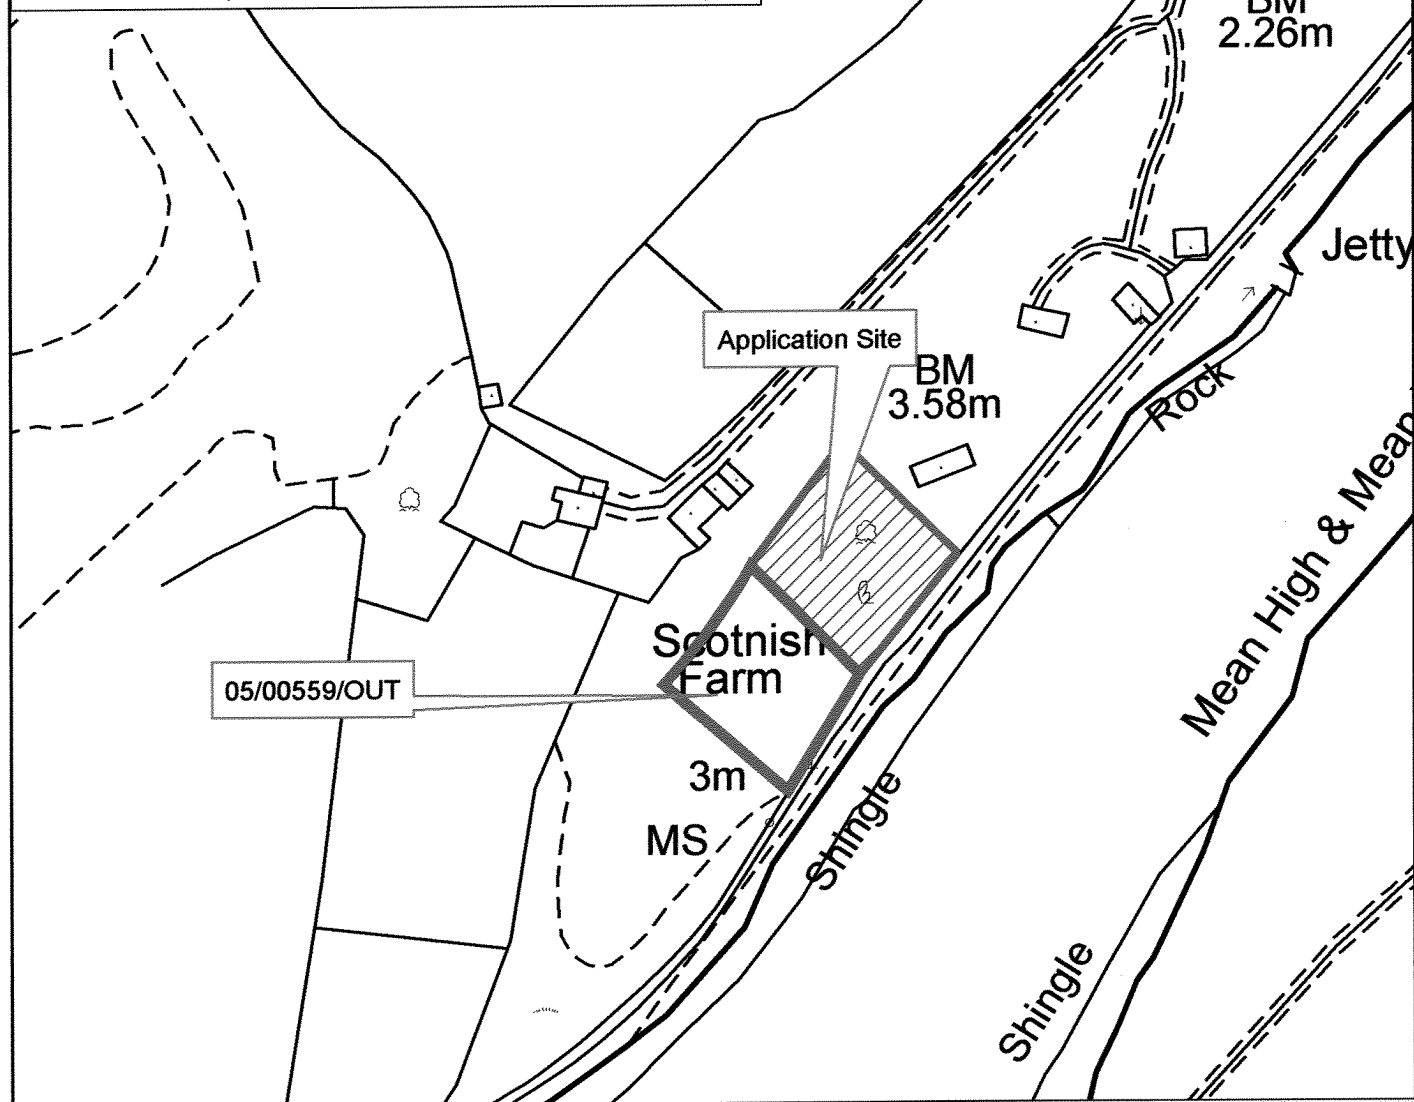 BM
2.26m
Jetty
Application Site
BM
3.58m
Rock
Mean High & Mean
Scotnish
Farm
05/00559/OUT
3m
MS
Shingle
Shingle